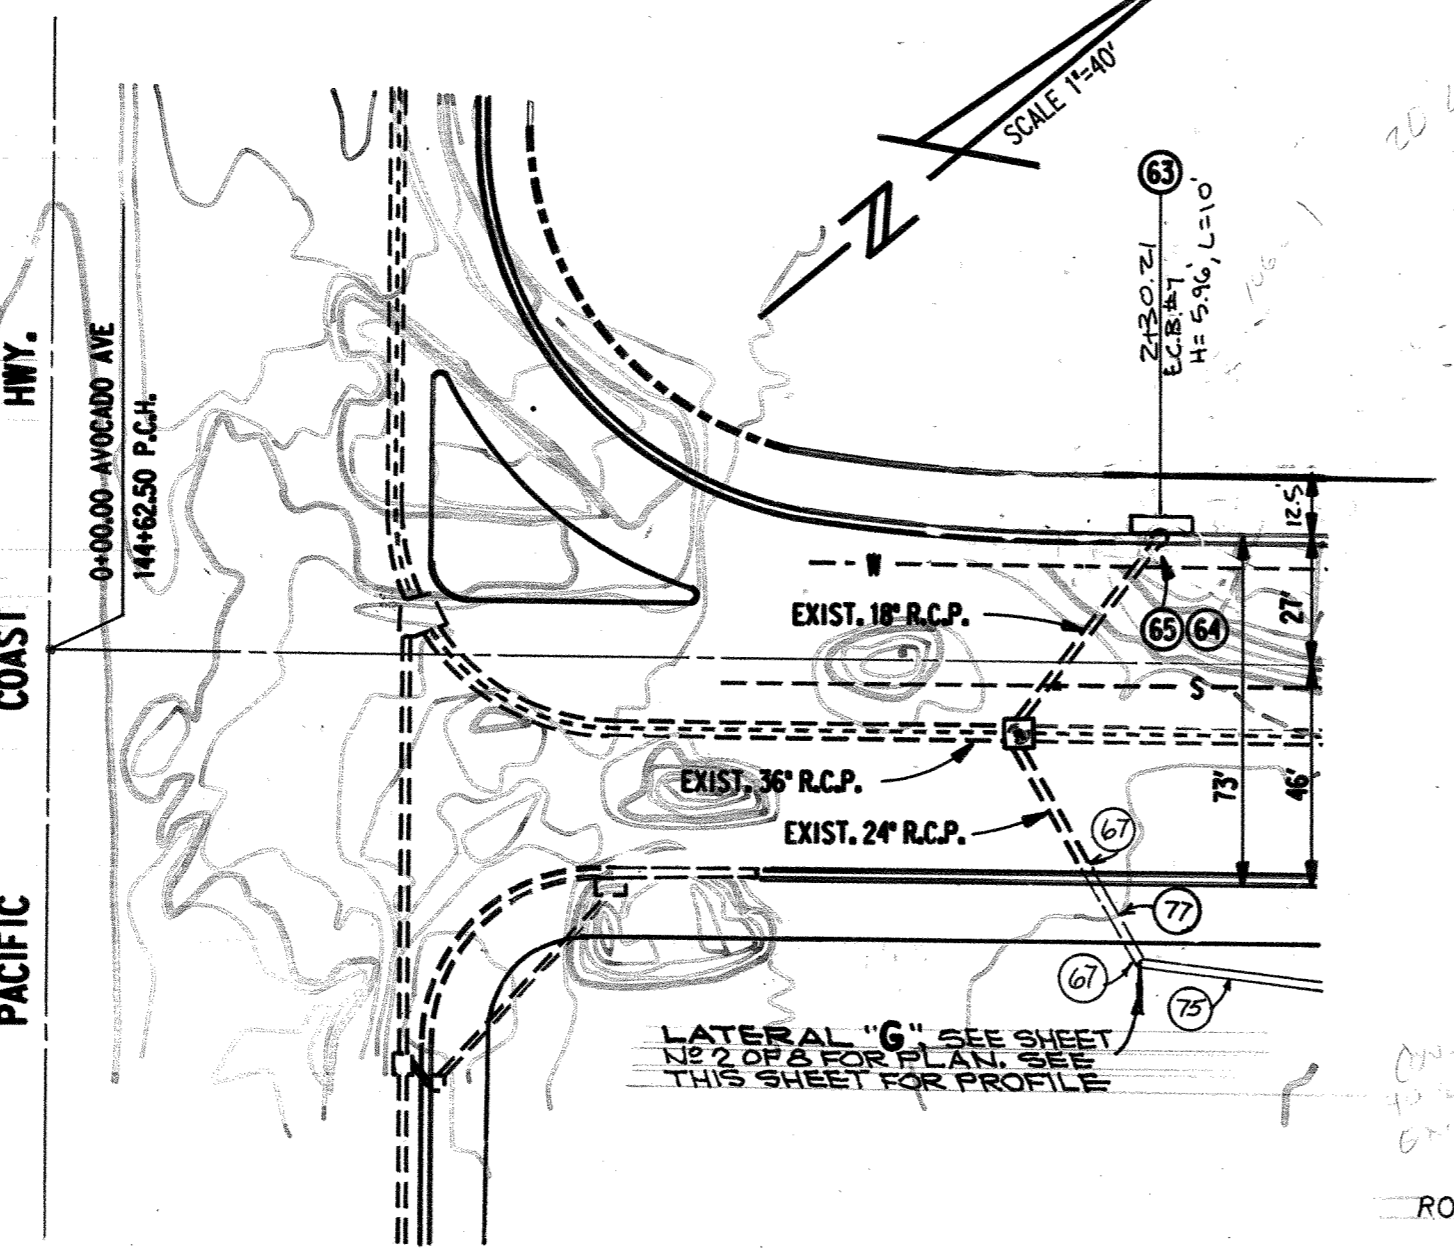 SCALE 1"=40'
N
63
2+30.21
E.C.B.#7
H=5.96', L=10'
PACIFIC COAST HWY.
0+00.00 AVOCADO AVE
144+62.50 P.C.H.
12.5'
W
EXIST. 18" R.C.P.
65 64
27'
S
EXIST. 36" R.C.P.
73'
46'
EXIST. 24" R.C.P.
67
77
67
75
LATERAL "G", SEE SHEET
Nº 2 OF 8 FOR PLAN. SEE
THIS SHEET FOR PROFILE
20
RO